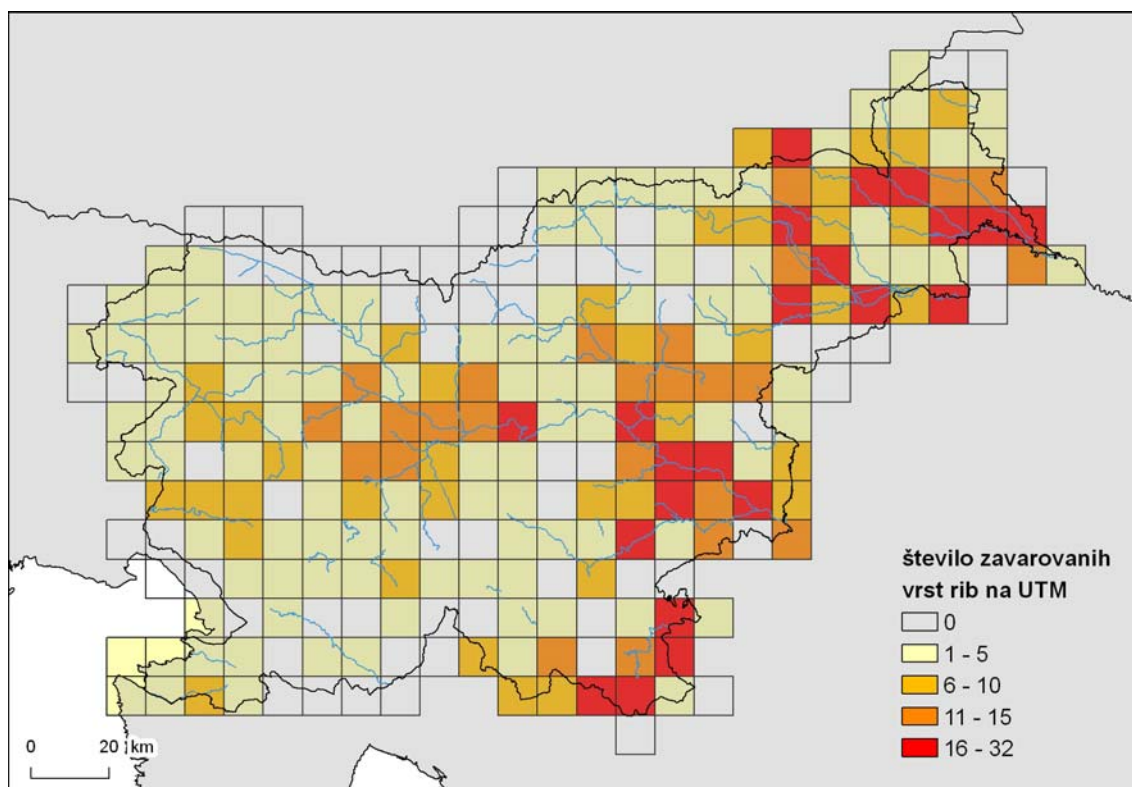 število zavarovanih
vrst rib na UTM
0
1 - 5
6 - 10
11 - 15
16 - 32
0 20 km